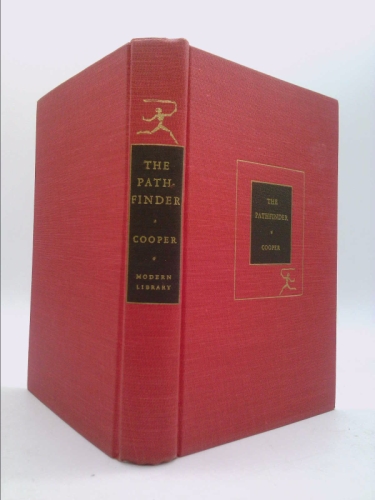 THE
PATH-
FINDER
COOPER
MODERN
LIBRARY
THE
PATHFINDER
COOPER